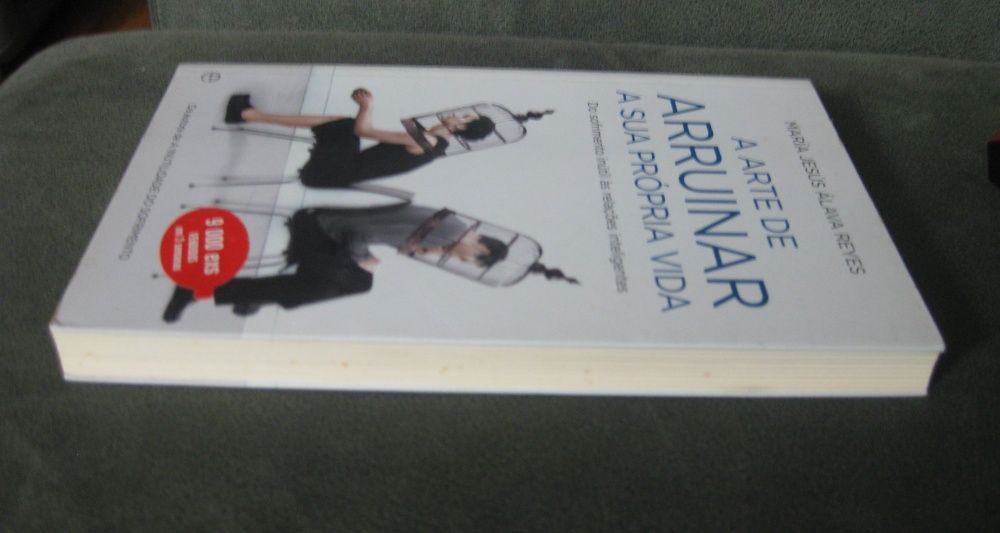 MARIA JESÚS ÁLAVA REYES
A ARTE DE
ARRUINAR
A SUA PRÓPRIA VIDA
Do sofrimento inútil às relações inteligentes
9 000 exs